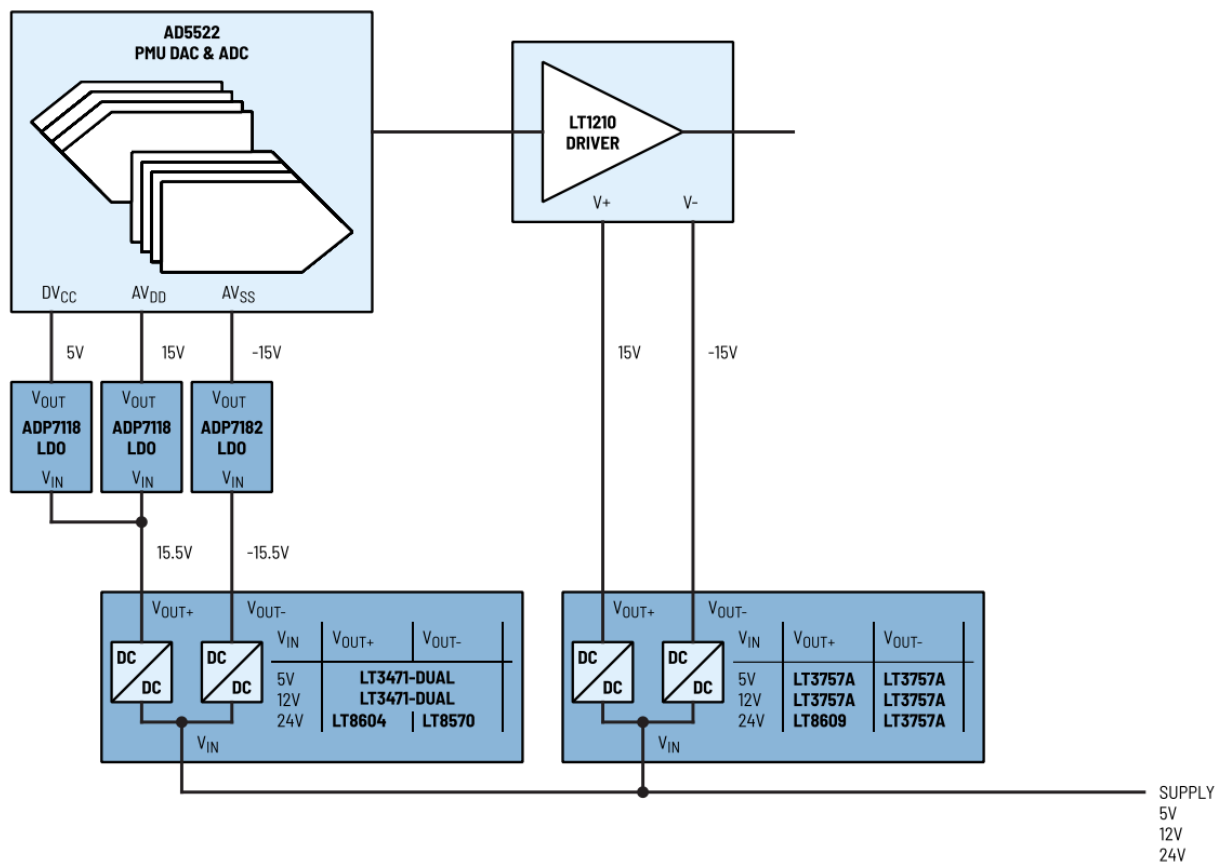 AD5522
PMU DAC & ADC
LT1210
DRIVER
V+ V-
DVCC AVDD AVSS
5V 15V -15V
15V -15V
VOUT VOUT VOUT
ADP7118 ADP7118 ADP7182
LDO LDO LDO
VIN VIN VIN
15.5V -15.5V
VOUT+ VOUT-
DC DC
DC DC
VIN VOUT+ VOUT-
5V LT3471-DUAL
12V LT3471-DUAL
24V LT8604 LT8570
VIN
VOUT+ VOUT-
DC DC
DC DC
VIN VOUT+ VOUT-
5V LT3757A LT3757A
12V LT3757A LT3757A
24V LT8609 LT3757A
VIN
SUPPLY
5V
12V
24V